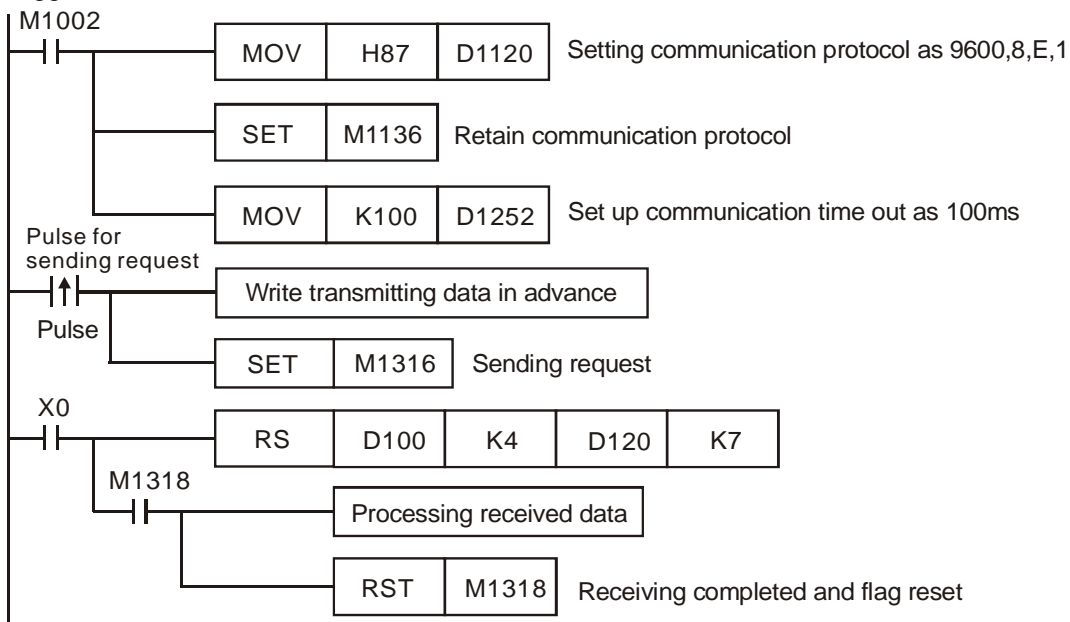 M1002
MOV H87 D1120 Setting communication protocol as 9600,8,E,1
SET M1136 Retain communication protocol
MOV K100 D1252 Set up communication time out as 100ms
Pulse for
sending request
Write transmitting data in advance
Pulse
SET M1316 Sending request
X0
RS D100 K4 D120 K7
M1318
Processing received data
RST M1318 Receiving completed and flag reset